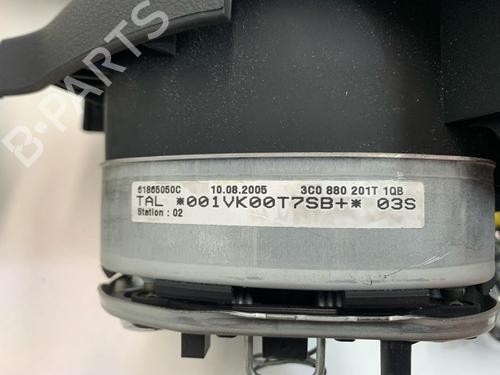 B-PARTS
61865050C 10.08.2005 3C0 880 201T 1QB
TAL *001VK00T7SB+* 03S
Station : 02